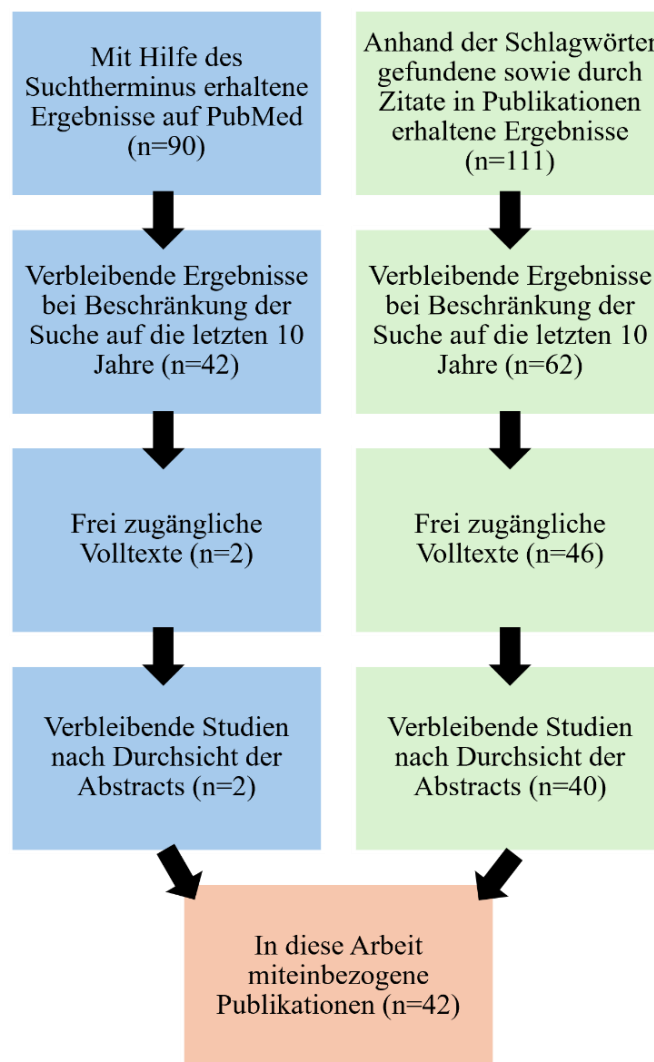 Mit Hilfe des
Suchtherminus erhaltene
Ergebnisse auf PubMed
(n=90)
Verbleibende Ergebnisse
bei Beschränkung der
Suche auf die letzten 10
Jahre (n=42)
Frei zugängliche
Volltexte (n=2)
Verbleibende Studien
nach Durchsicht der
Abstracts (n=2)
Anhand der Schlagwörter
gefundene sowie durch
Zitate in Publikationen
erhaltene Ergebnisse
(n=111)
Verbleibende Ergebnisse
bei Beschränkung der
Suche auf die letzten 10
Jahre (n=62)
Frei zugängliche
Volltexte (n=46)
Verbleibende Studien
nach Durchsicht der
Abstracts (n=40)
In diese Arbeit
miteinbezogene
Publikationen (n=42)